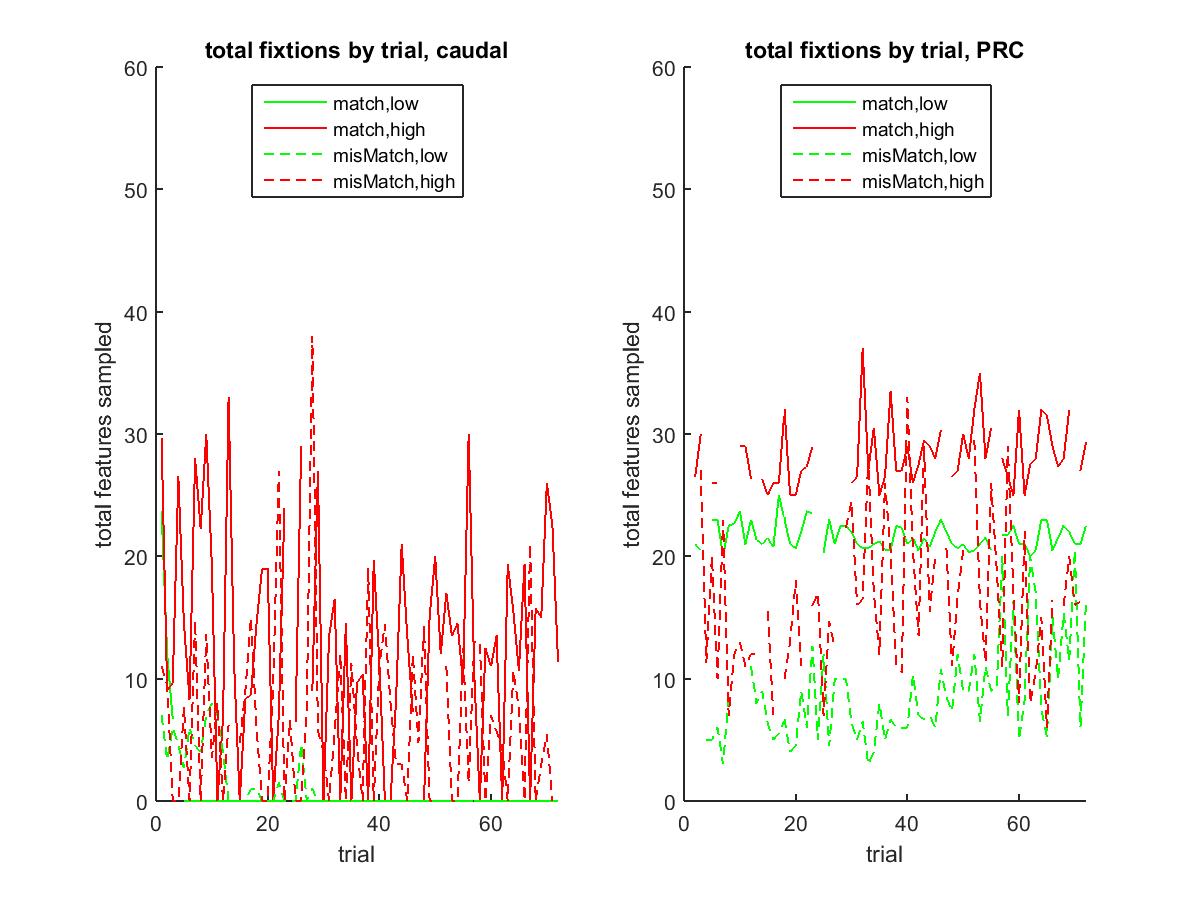 total fixtions by trial, caudal
60
50
40
30
20
10
0
total features sampled
match,low
match,high
misMatch,low
misMatch,high
0 20 40 60
trial
total fixtions by trial, PRC
60
50
40
30
20
10
0
total features sampled
match,low
match,high
misMatch,low
misMatch,high
0 20 40 60
trial